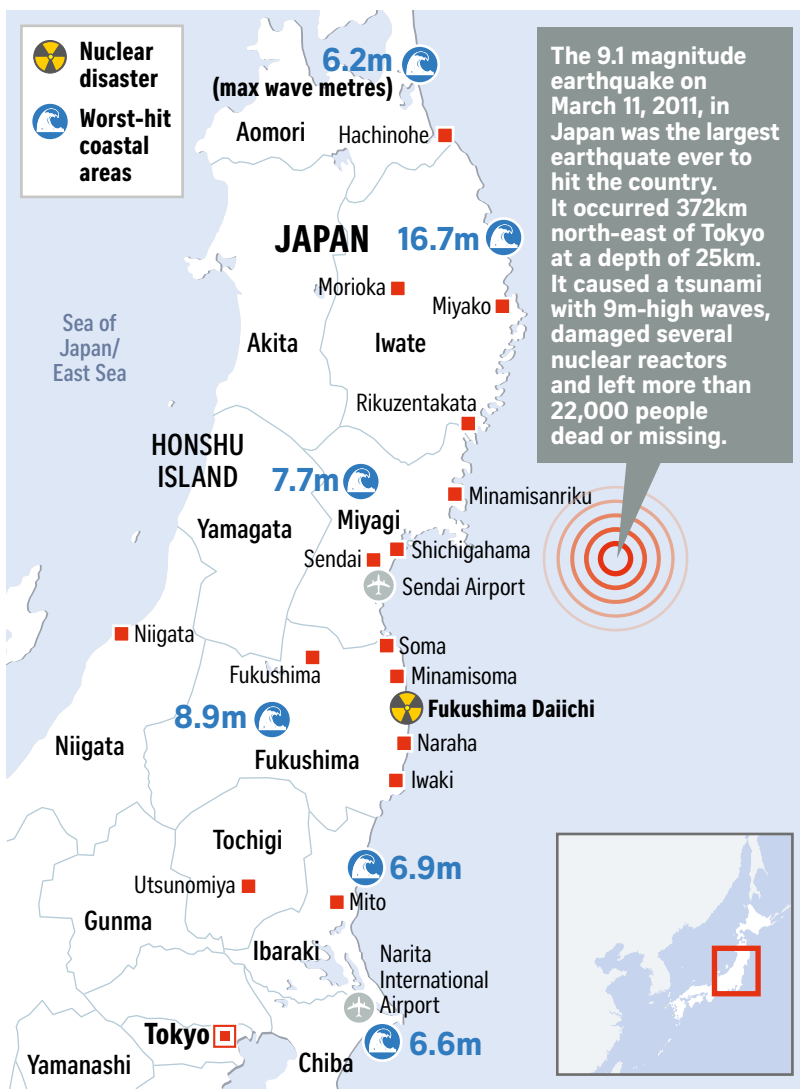 Nuclear
disaster
Worst-hit
coastal
areas
6.2m
(max wave metres)
Aomori
Hachinohe
The 9.1 magnitude
earthquake on
March 11, 2011, in
Japan was the largest
earthquate ever to
hit the country.
It occurred 372km
north-east of Tokyo
at a depth of 25km.
It caused a tsunami
with 9m-high waves,
damaged several
nuclear reactors
and left more than
22,000 people
dead or missing.
JAPAN
16.7m
Morioka
Miyako
Sea of
Japan/
East Sea
Akita
Iwate
Rikuzentakata
HONSHU
ISLAND
7.7m
Minamisanriku
Yamagata
Miyagi
Shichigahama
Sendai
Sendai Airport
Niigata
Soma
Fukushima
Minamisoma
8.9m
Fukushima Daiichi
Niigata
Fukushima
Naraha
Iwaki
Tochigi
6.9m
Utsunomiya
Mito
Gunma
Ibaraki
Narita
International
Airport
Tokyo
6.6m
Yamanashi
Chiba